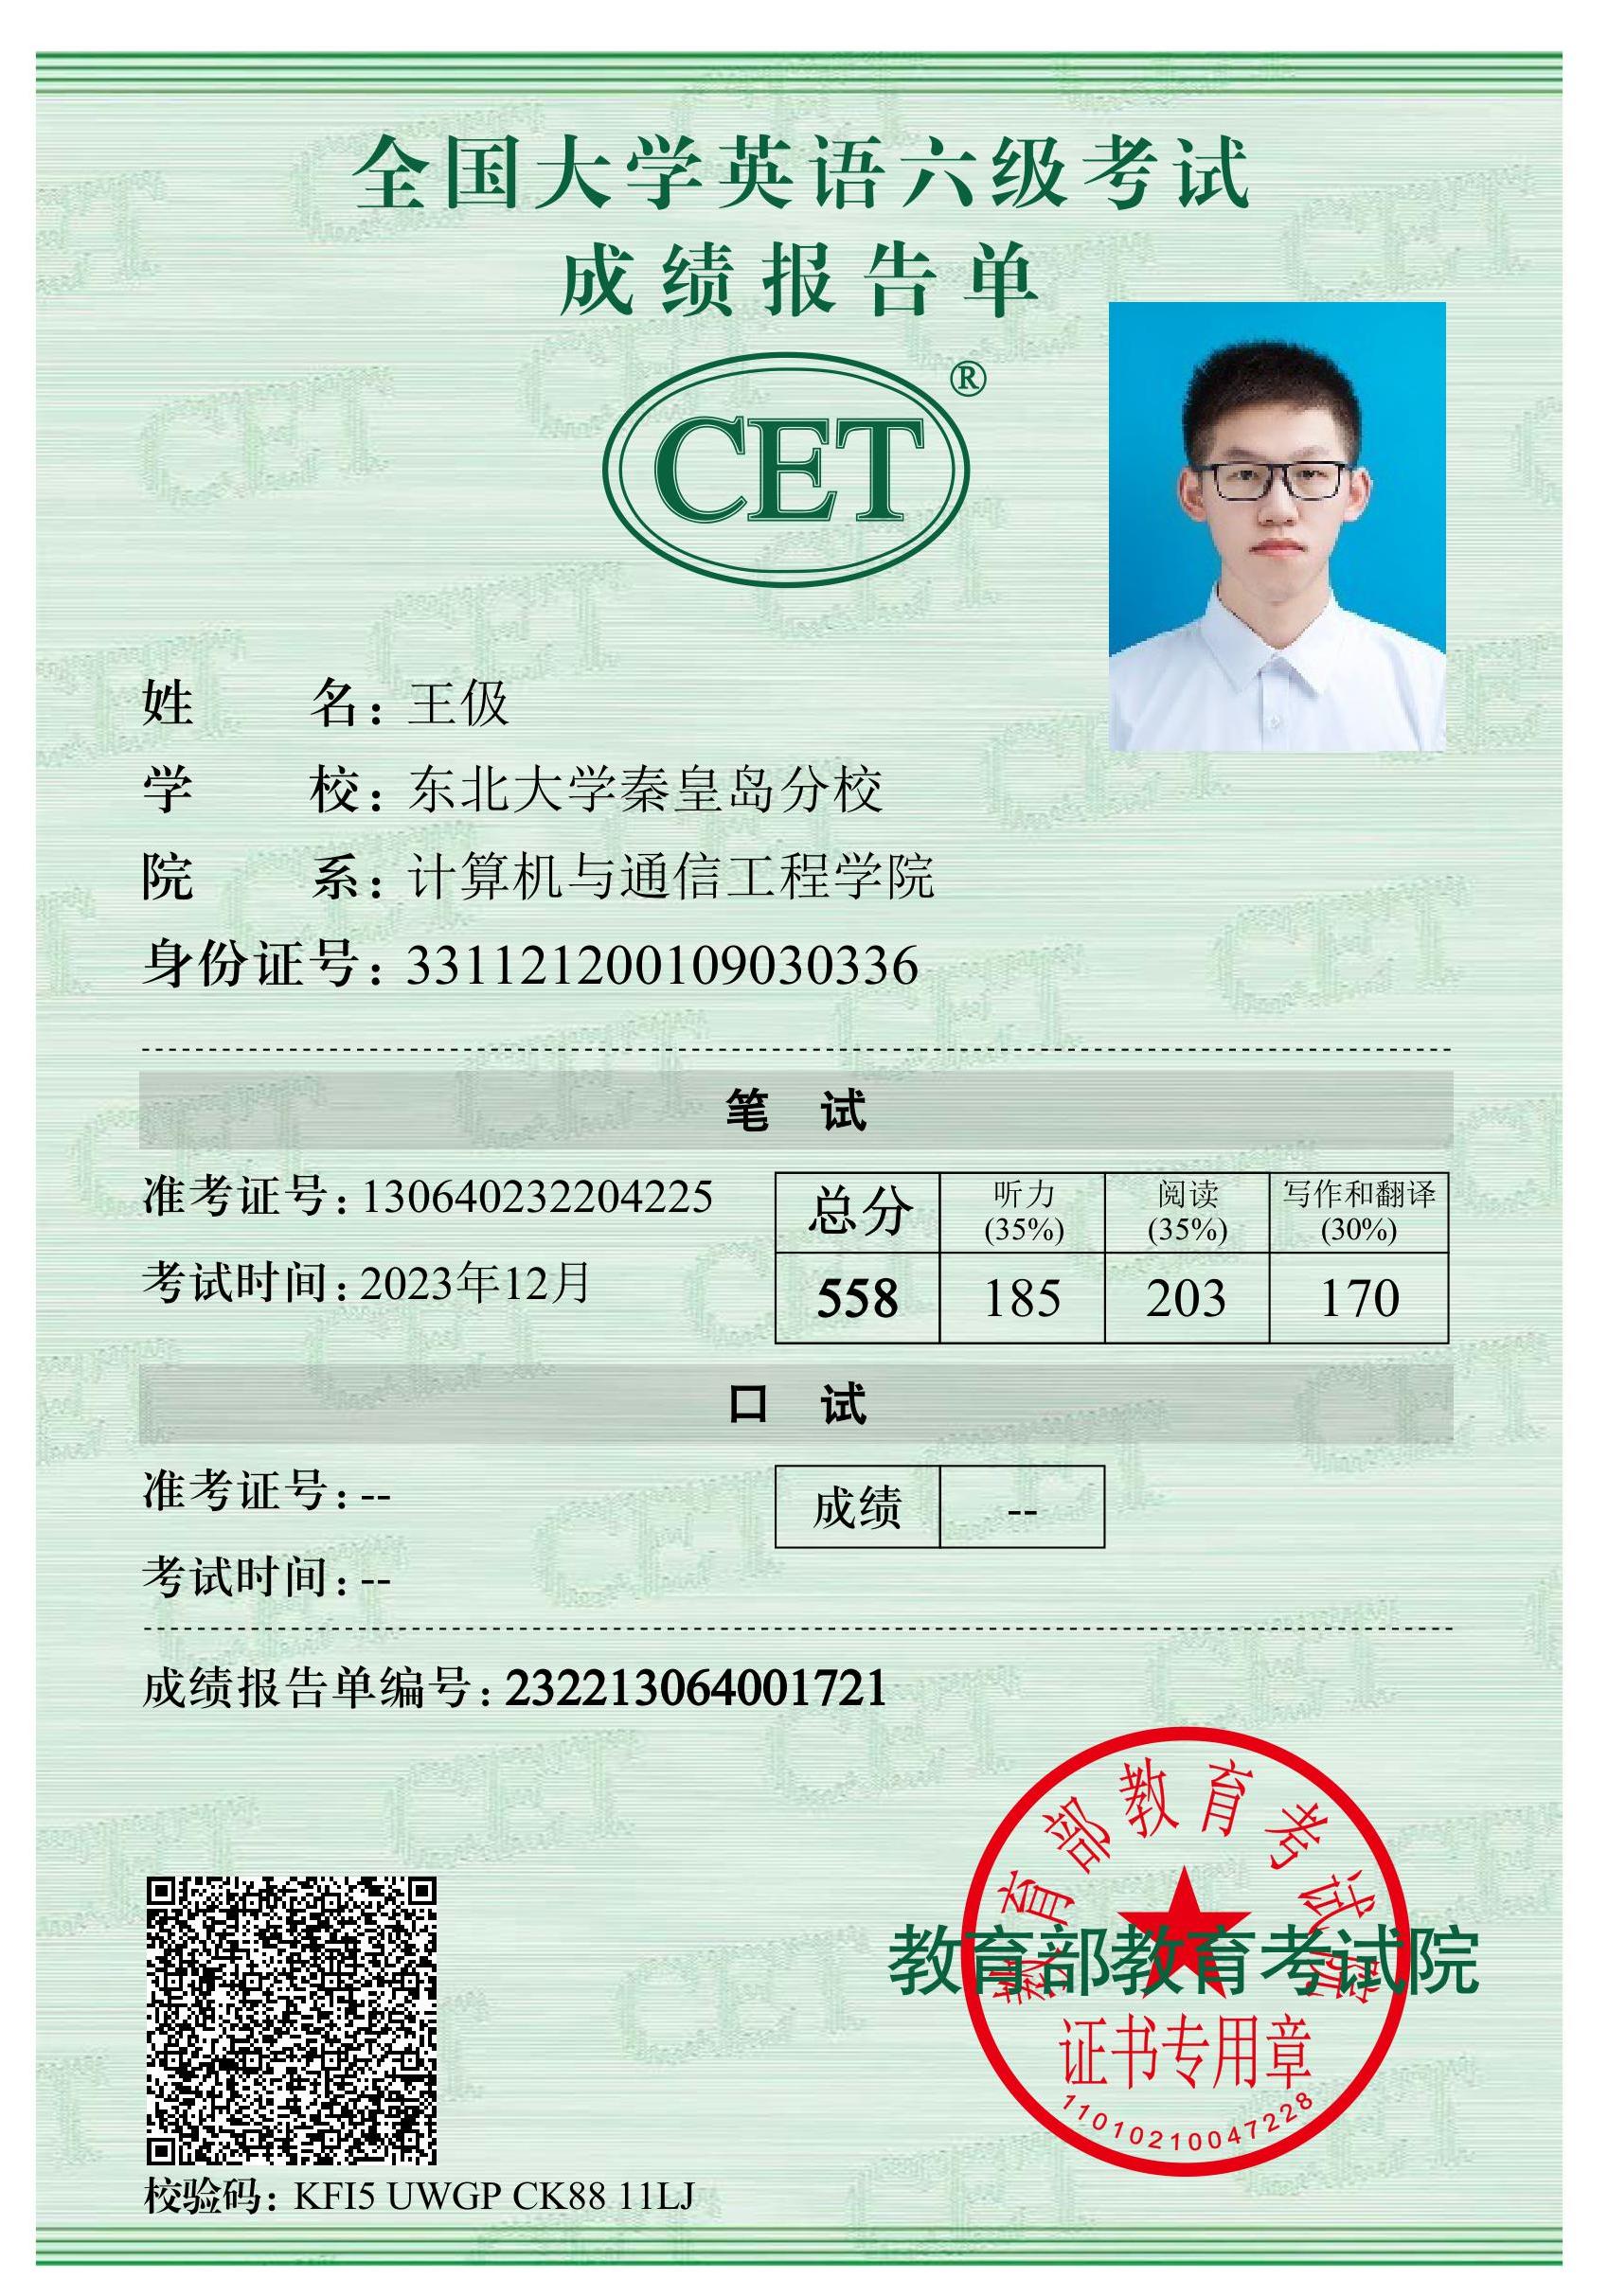 全国大学英语六级考试
成绩报告单
CET®
姓名：王伋
学校：东北大学秦皇岛分校
院系：计算机与通信工程学院
身份证号：331121200109030336
笔 试
准考证号：130640232204225
考试时间：2023年12月
总分 听力(35%) 阅读(35%) 写作和翻译(30%)
558 185 203 170
口 试
准考证号：--
考试时间：--
成绩 --
成绩报告单编号：232213064001721
教育部教育考试院
教育部教育考试院
证书专用章
11010210047228
校验码：KFI5 UWGP CK88 11LJ